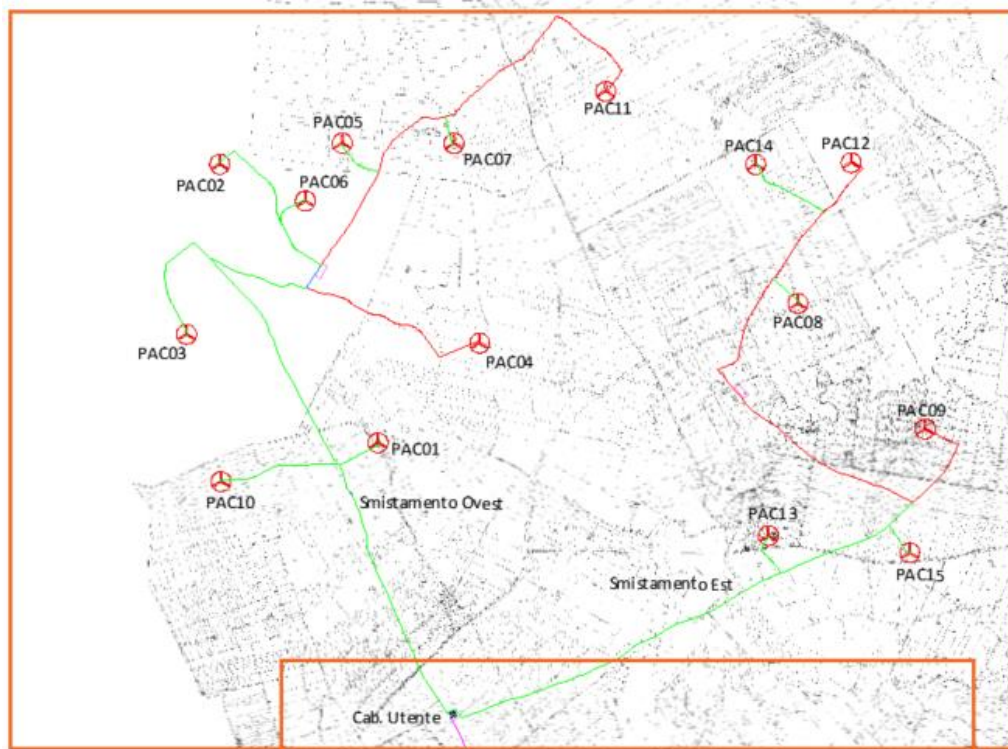 PAC11
PAC05
PAC07
PAC14
PAC12
PAC02
PAC06
PAC08
PAC03
PAC04
PAC09
PAC01
PAC10
Smistamento Ovest
PAC13
PAC15
Smistamento Est
Cab. Utente